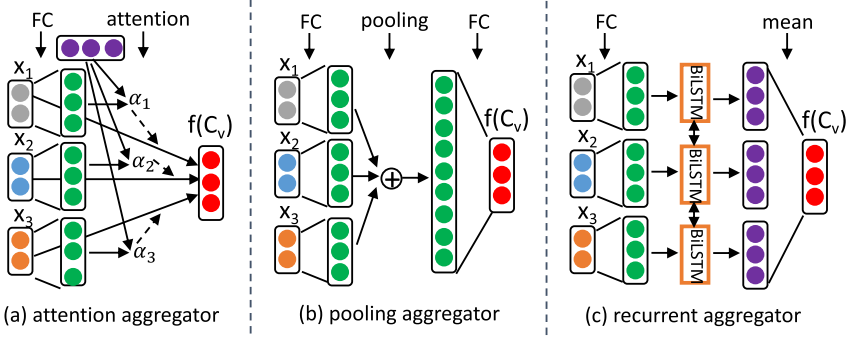 FC attention
x1
α1
x2
α2
x3
α3
f(Cv)
(a) attention aggregator
FC pooling FC
x1
x2
x3
f(Cv)
(b) pooling aggregator
FC mean
x1
BiLSTM
x2
BiLSTM
x3
BiLSTM
f(Cv)
(c) recurrent aggregator